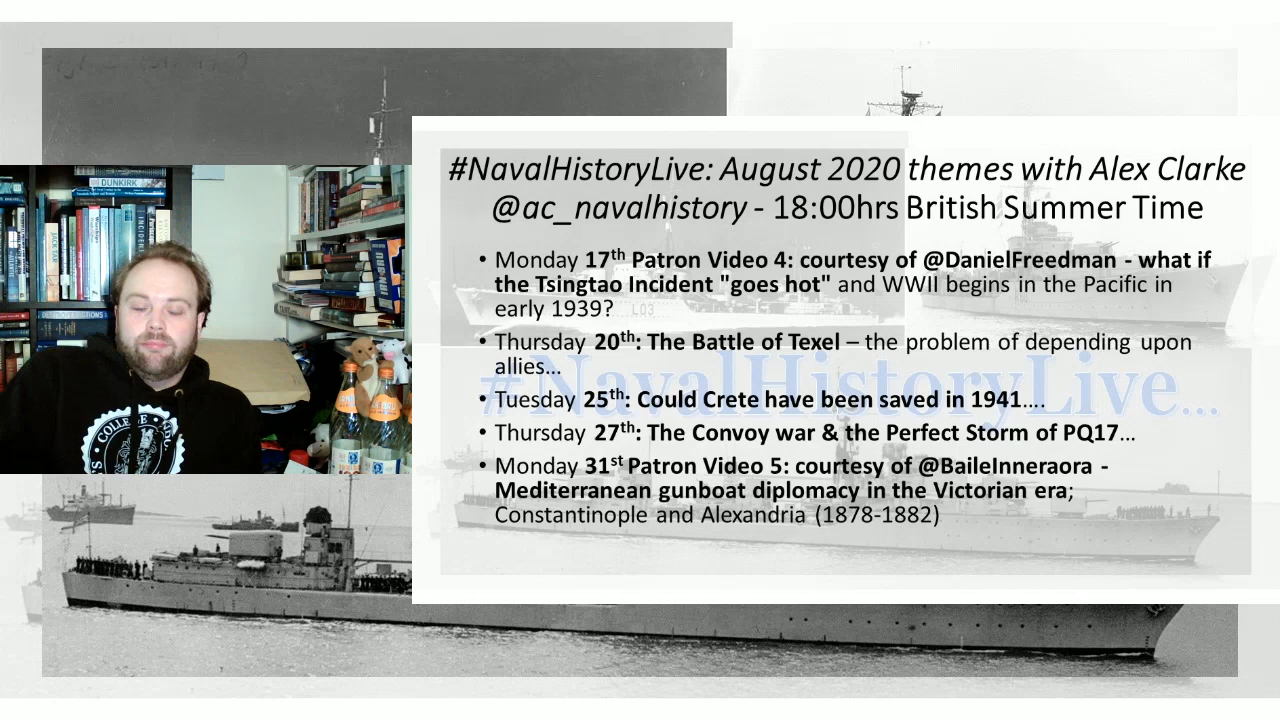 #NavalHistoryLive: August 2020 themes with Alex Clarke
@ac_navalhistory - 18:00hrs British Summer Time
• Monday 17th Patron Video 4: courtesy of @DanielFreedman - what if
the Tsingtao Incident "goes hot" and WWII begins in the Pacific in
early 1939?
• Thursday 20th: The Battle of Texel – the problem of depending upon
allies…
• Tuesday 25th: Could Crete have been saved in 1941….
• Thursday 27th: The Convoy war & the Perfect Storm of PQ17…
• Monday 31st Patron Video 5: courtesy of @BaileInneraora -
Mediterranean gunboat diplomacy in the Victorian era;
Constantinople and Alexandria (1878-1882)
#NavalHistoryLive…
L03
DUNKIRK
JACK TAR